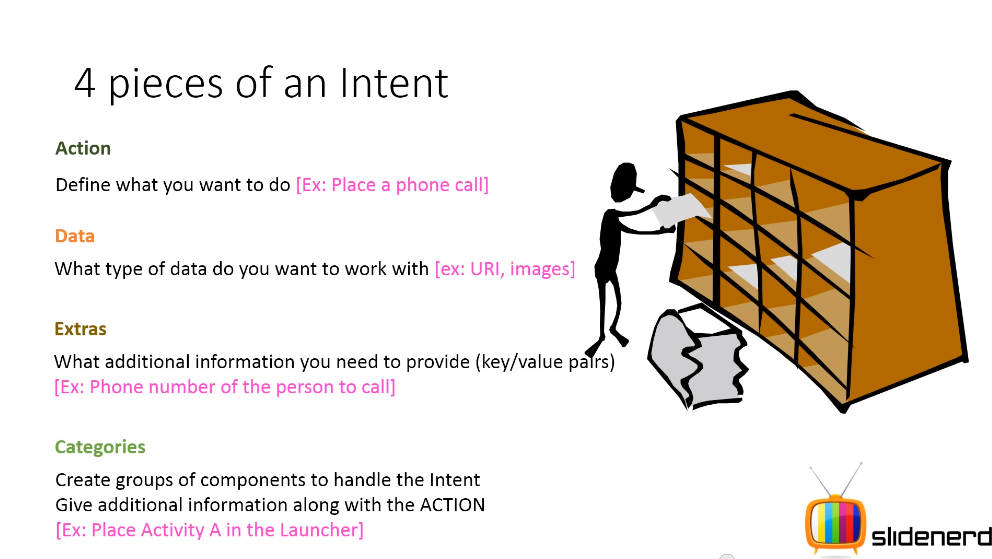 4 pieces of an Intent
Action
Define what you want to do [Ex: Place a phone call]
Data
What type of data do you want to work with [ex: URI, images]
Extras
What additional information you need to provide (key/value pairs)
[Ex: Phone number of the person to call]
Categories
Create groups of components to handle the Intent
Give additional information along with the ACTION
[Ex: Place Activity A in the Launcher]
slidenerd